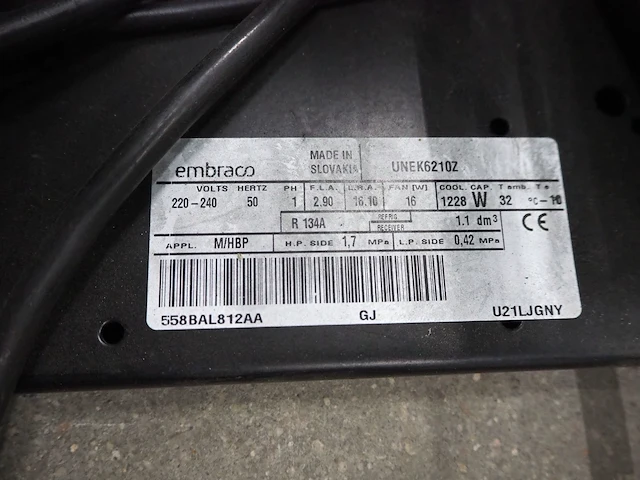 embraco MADE IN SLOVAKIA UNEK6210Z
VOLTS HERTZ PH F.L.A. L.R.A. FAN [W] COOL. CAP. T amb. T e
220-240 50 1 2.90 16.10 16 1228 W 32 °C -10
R 134A REFRIG RECEIVER 1.1 dm³ CE
APPL. M/HBP H.P. SIDE 1,7 MPa L.P. SIDE 0,42 MPa
558BAL812AA GJ U21LJGNY